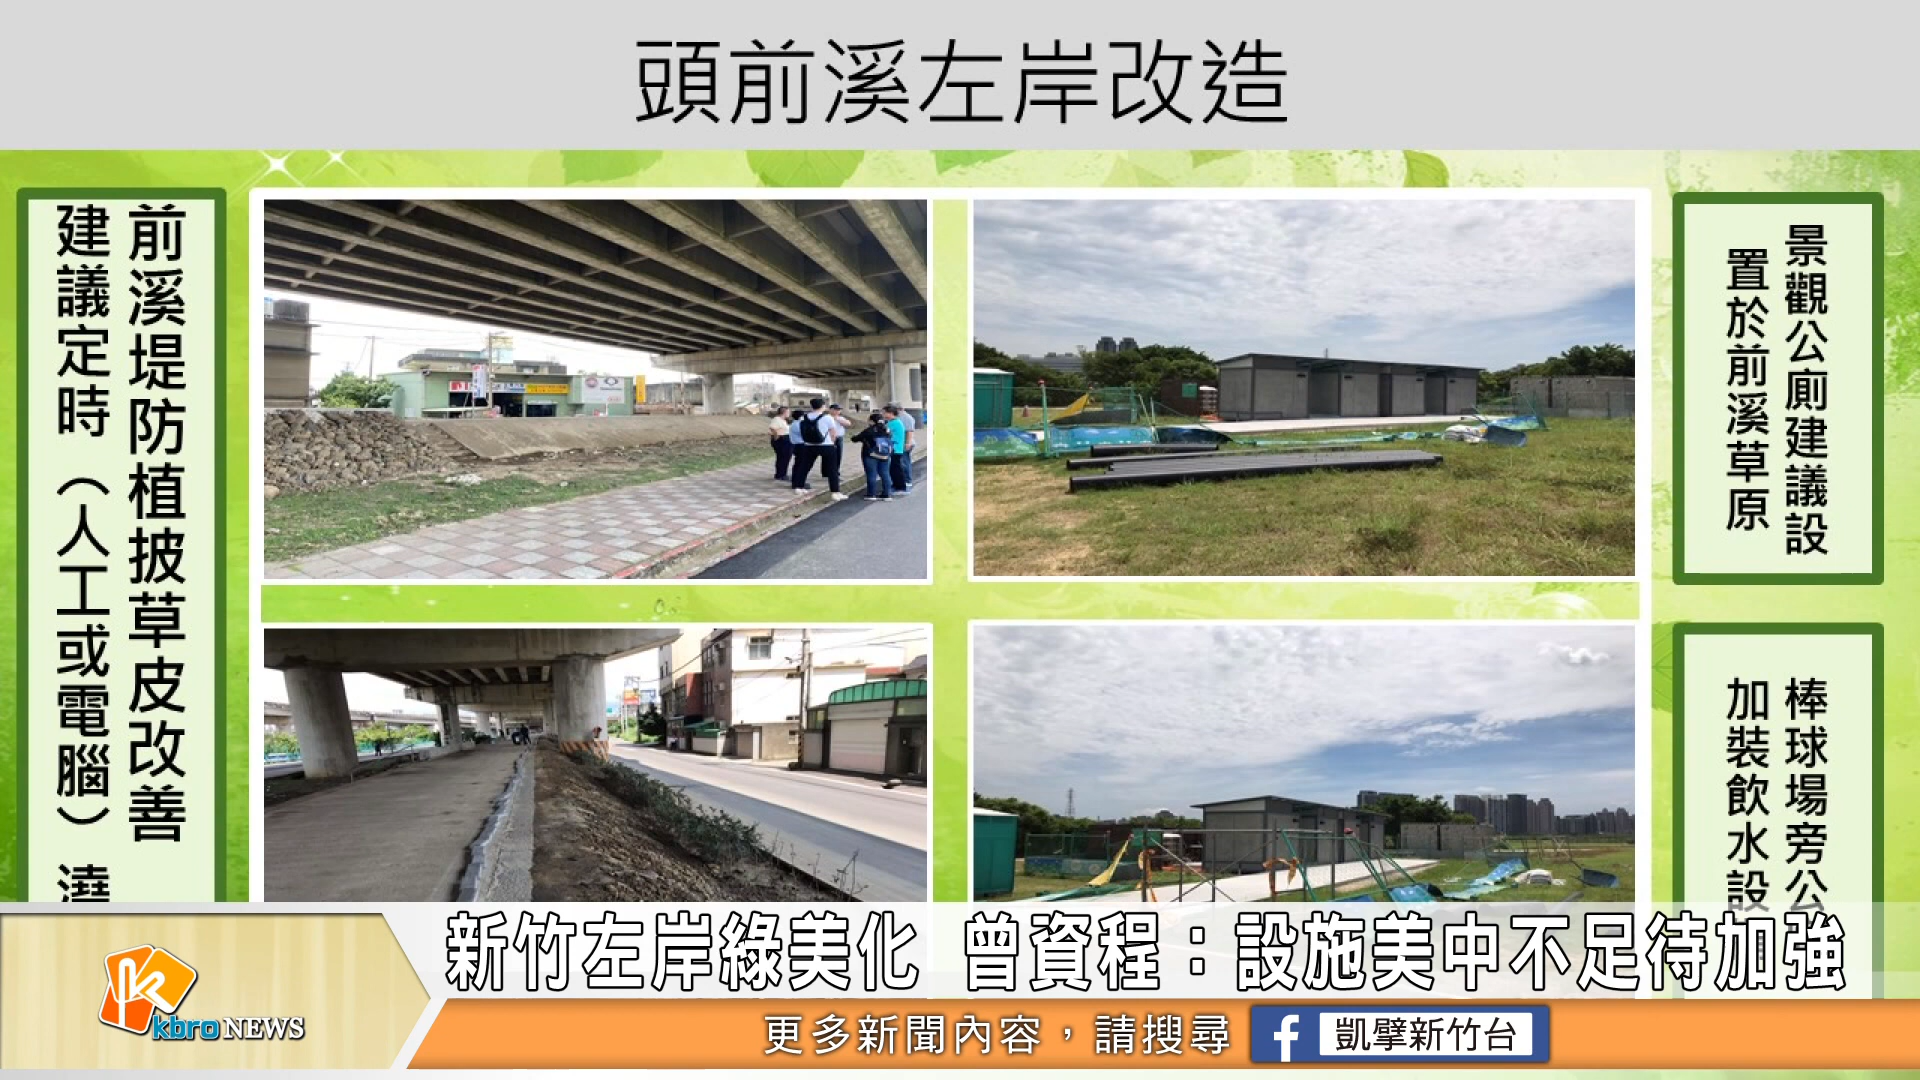 頭前溪左岸改造
前溪堤防植披草皮改善
建議定時（人工或電腦）澆
景觀公廁建議設
置於前溪草原
棒球場旁公
加裝飲水設
新竹左岸綠美化 曾資程：設施美中不足待加強
kbro NEWS
更多新聞內容，請搜尋
凱擘新竹台